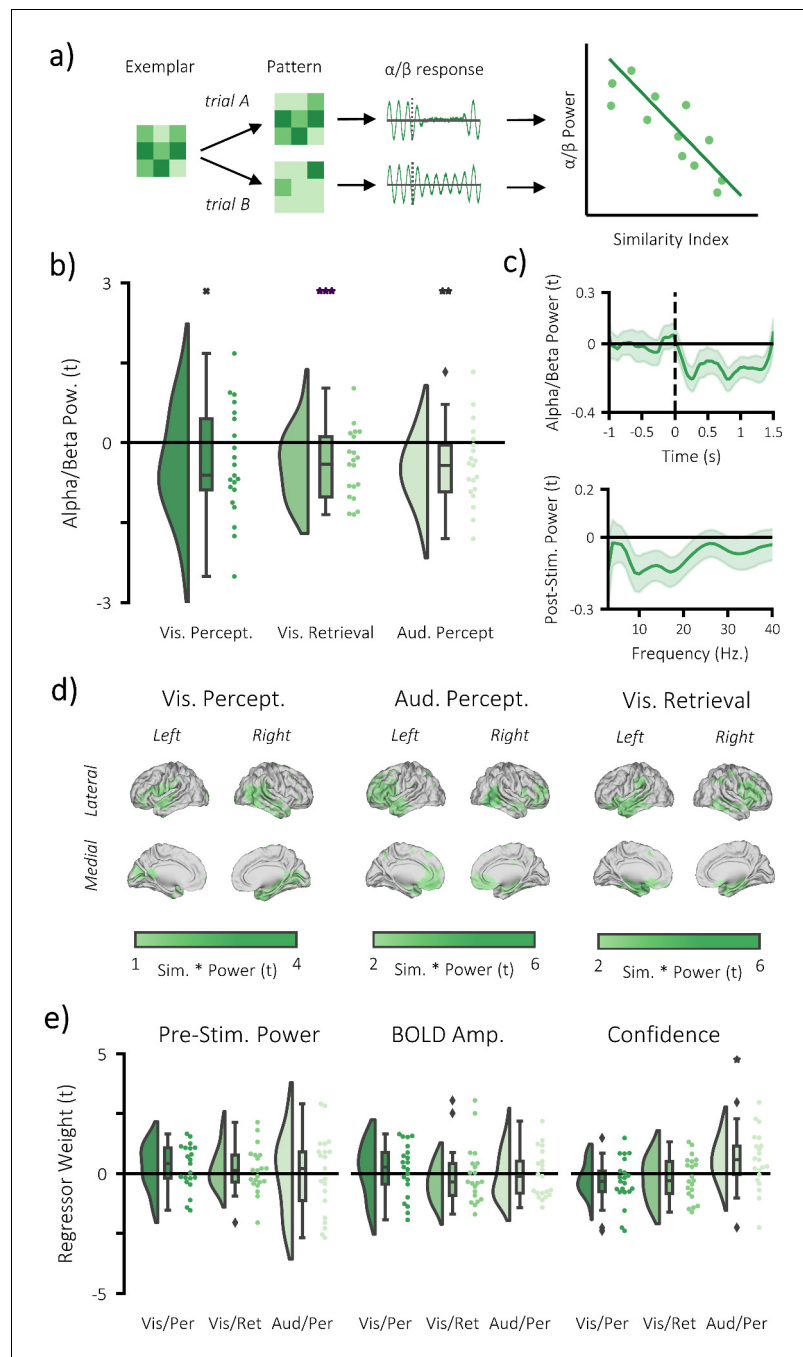 a)
Exemplar
Pattern
α/β response
trial A
trial B
α/β Power
Similarity Index
b)
3
0
-3
Alpha/Beta Pow. (t)
*
***
**
Vis. Percept.
Vis. Retrieval
Aud. Percept
c)
Alpha/Beta Power (t)
0.3
0
-0.4
-1
-0.5
0
0.5
1
1.5
Time (s)
Post-Stim. Power (t)
0.2
0
-0.3
10
20
30
40
Frequency (Hz.)
d)
Vis. Percept.
Aud. Percept.
Vis. Retrieval
Left
Right
Left
Right
Left
Right
Lateral
Medial
1
Sim. * Power (t)
4
2
Sim. * Power (t)
6
2
Sim. * Power (t)
6
e)
Pre-Stim. Power
BOLD Amp.
Confidence
Regressor Weight (t)
5
0
-5
*
Vis/Per
Vis/Ret
Aud/Per
Vis/Per
Vis/Ret
Aud/Per
Vis/Per
Vis/Ret
Aud/Per